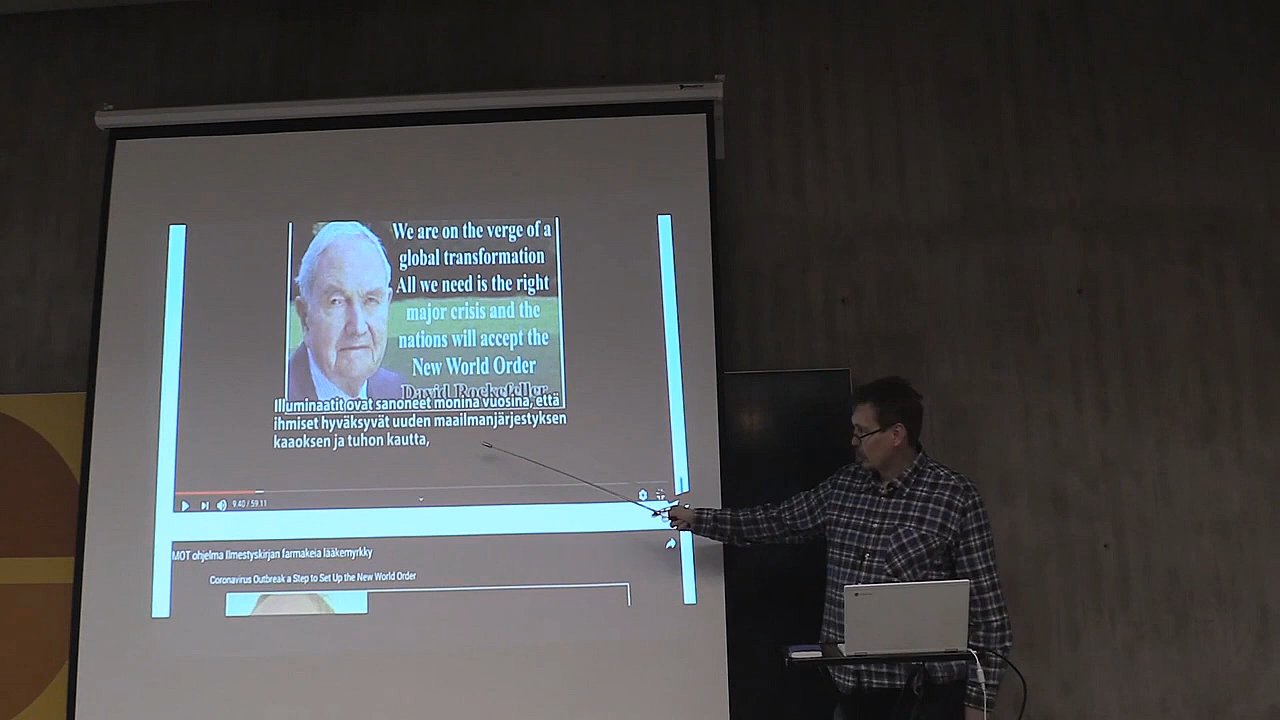 We are on the verge of a
global transformation
All we need is the right
major crisis and the
nations will accept the
New World Order
David Rockefeller
Illuminaatit ovat sanoneet monina vuosina, että
ihmiset hyväksyvät uuden maailmanjärjestyksen
kaaoksen ja tuhon kautta,
9.40 / 59.11
MOT ohjelma Ilmestyskirjan farmakeia lääkemyrkky
Coronavirus Outbreak a Step to Set Up the New World Order